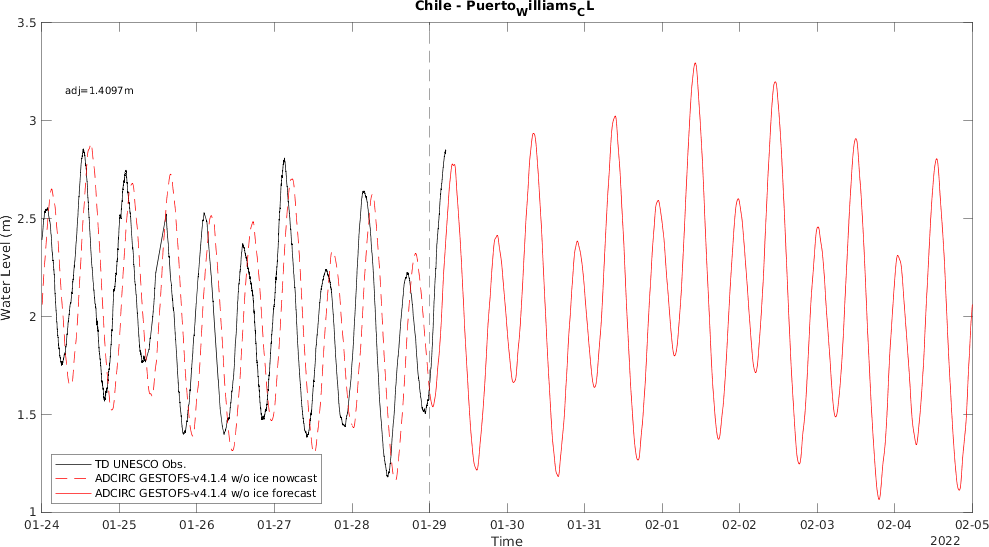 Chile - PuertoWilliamsCL
3.5
adj=1.4097m
3
2.5
Water Level (m)
2
1.5
TD UNESCO Obs.
ADCIRC GESTOFS-v4.1.4 w/o ice nowcast
ADCIRC GESTOFS-v4.1.4 w/o ice forecast
1
01-24 01-25 01-26 01-27 01-28 01-29 01-30 01-31 02-01 02-02 02-03 02-04 02-05
Time
2022